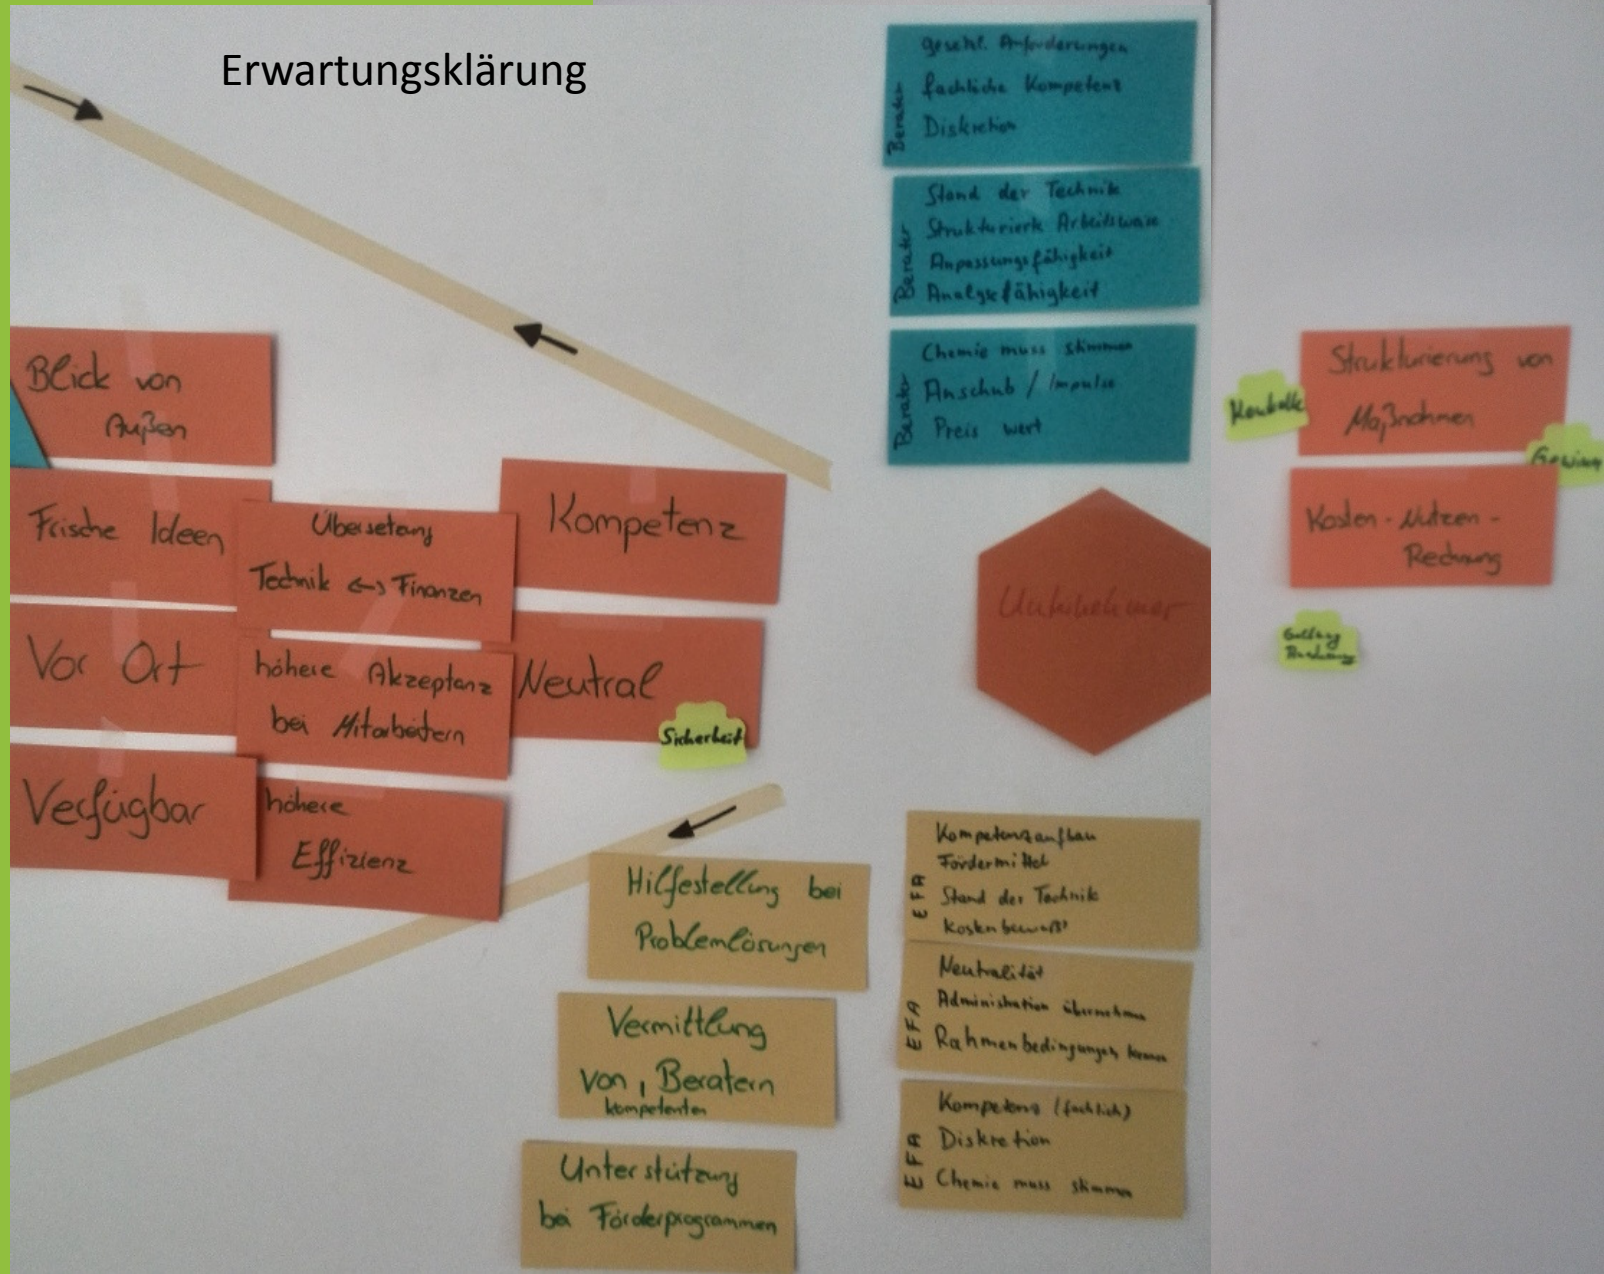 Erwartungsklärung
Berater
gesetzl. Anforderungen
fachliche Kompetenz
Diskretion
Berater
Stand der Technik
Strukturierte Arbeitsweise
Anpassungsfähigkeit
Analysefähigkeit
Berater
Chemie muss stimmen
Anschub / Impulse
Preis wert
Blick von
Außen
Frische Ideen
Vor Ort
Verfügbar
Übersetzung
Technik <-> Finanzen
höhere Akzeptanz
bei Mitarbeitern
höhere
Effizienz
Kompetenz
Neutral
Sicherheit
Unternehmer
Strukturierung von
Maßnahmen
Gewinn
Kosten-Nutzen-
Rechnung
Hilfestellung bei
Problemlösungen
Vermittlung
von, Beratern
kompetenten
Unterstützung
bei Förderprogrammen
EFA
Kompetenzaufbau
Fördermittel
Stand der Technik
EFA
Neutralität
Administration übernehmen
Rahmenbedingungen kennen
EFA
Kompetenz (fachlich)
Diskretion
Chemie muss stimmen